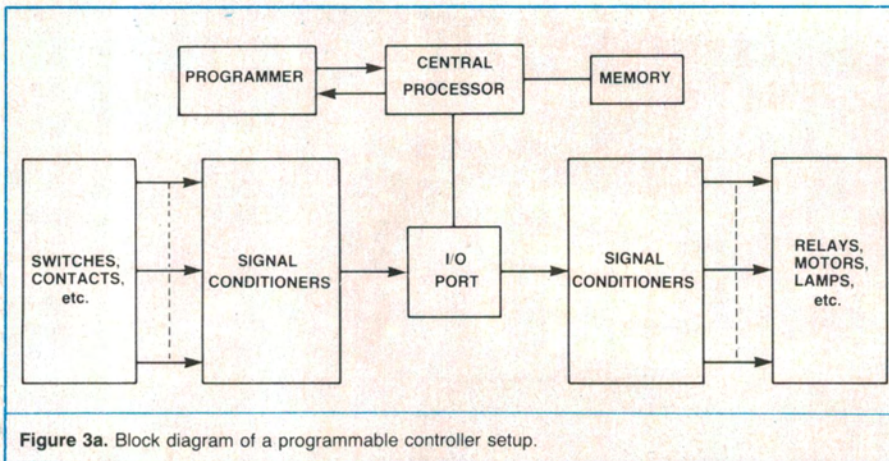 PROGRAMMER
CENTRAL
PROCESSOR
MEMORY
SWITCHES,
CONTACTS,
etc.
SIGNAL
CONDITIONERS
I/O
PORT
SIGNAL
CONDITIONERS
RELAYS,
MOTORS,
LAMPS,
etc.
Figure 3a. Block diagram of a programmable controller setup.